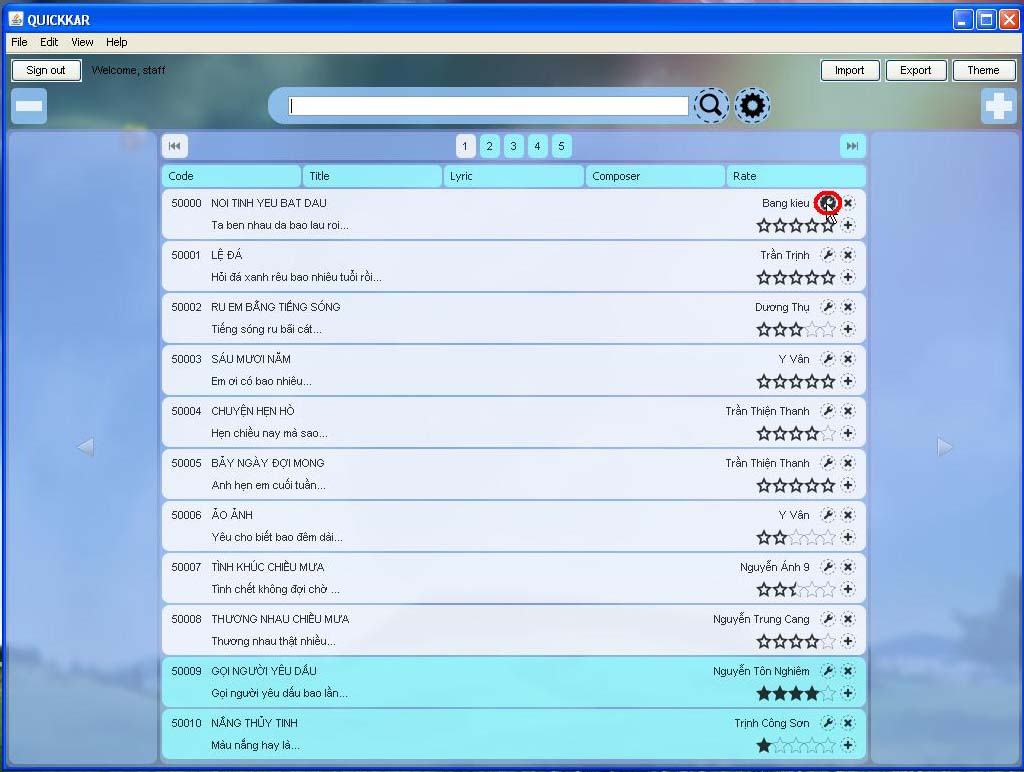 QUICKKAR
File Edit View Help
Sign out Welcome, staff Import Export Theme
1 2 3 4 5
Code Title Lyric Composer Rate
50000 NOI TINH YEU BAT DAU Bang kieu
Ta ben nhau da bao lau roi...
50001 LỆ ĐÁ Trần Trịnh
Hỏi đá xanh rêu bao nhiêu tuổi rồi...
50002 RU EM BẰNG TIẾNG SÓNG Dương Thụ
Tiếng sóng ru bãi cát...
50003 SÁU MƯƠI NĂM Y Vân
Em ơi có bao nhiêu...
50004 CHUYỆN HẸN HÒ Trần Thiện Thanh
Hẹn chiều nay mà sao...
50005 BẢY NGÀY ĐỢI MONG Trần Thiện Thanh
Anh hẹn em cuối tuần...
50006 ẢO ẢNH Y Vân
Yêu cho biết bao đêm dài...
50007 TÌNH KHÚC CHIỀU MƯA Nguyễn Ánh 9
Tình chết không đợi chờ ...
50008 THƯƠNG NHAU CHIỀU MƯA Nguyễn Trung Cang
Thương nhau thật nhiều...
50009 GỌI NGƯỜI YÊU DẤU Nguyễn Tôn Nghiêm
Gọi người yêu dấu bao lần...
50010 NẮNG THỦY TINH Trịnh Công Sơn
Màu nắng hay là...